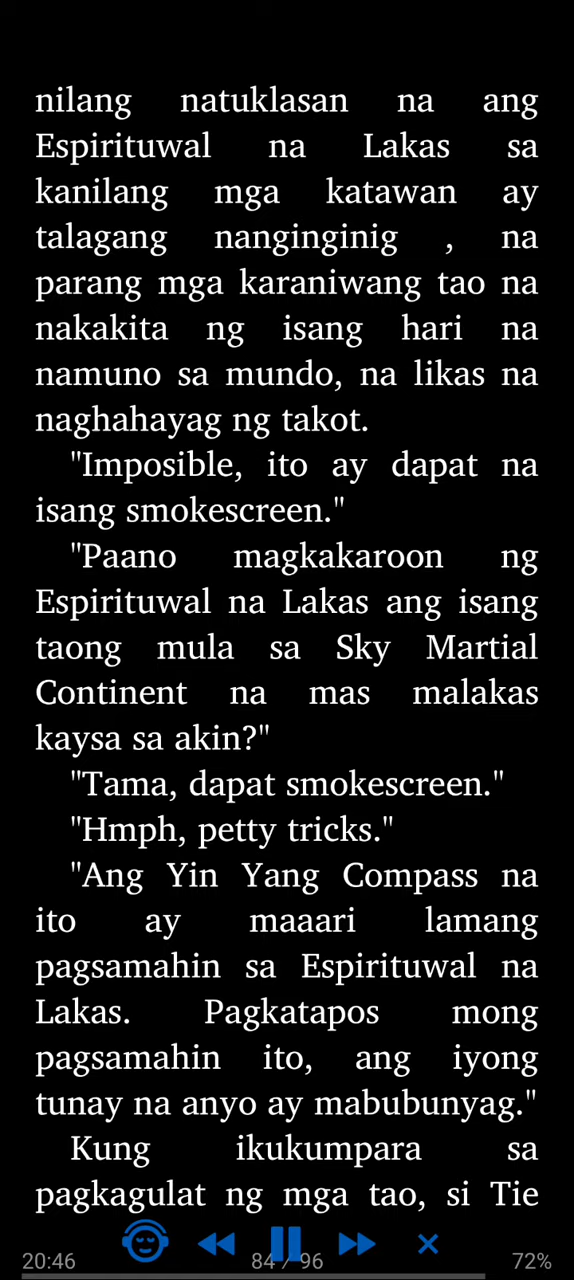 nilang natuklasan na ang
Espirituwal na Lakas sa
kanilang mga katawan ay
talagang nanginginig , na
parang mga karaniwang tao na
nakakita ng isang hari na
namuno sa mundo, na likas na
naghahayag ng takot.
"Imposible, ito ay dapat na
isang smokescreen."
"Paano magkakaroon ng
Espirituwal na Lakas ang isang
taong mula sa Sky Martial
Continent na mas malakas
kaysa sa akin?"
"Tama, dapat smokescreen."
"Hmph, petty tricks."
"Ang Yin Yang Compass na
ito ay maaari lamang
pagsamahin sa Espirituwal na
Lakas. Pagkatapos mong
pagsamahin ito, ang iyong
tunay na anyo ay mabubunyag."
Kung ikukumpara sa
pagkagulat ng mga tao, si Tie
20:46 84 / 96 72%